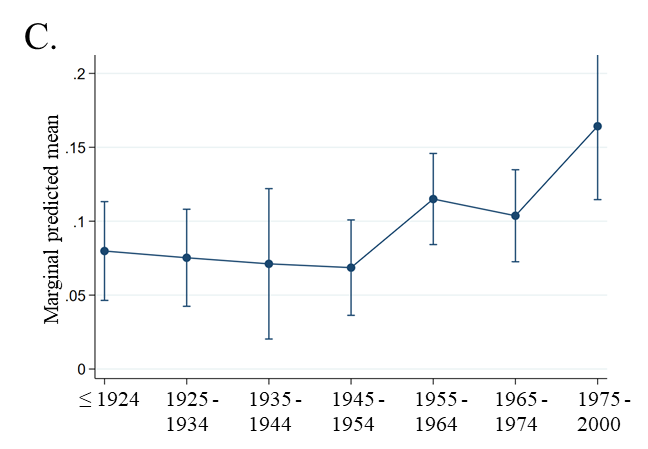 C.
Marginal predicted mean
.2
.15
.1
.05
0
≤ 1924 1925- 1935- 1945- 1955- 1965- 1975-
1934 1944 1954 1964 1974 2000